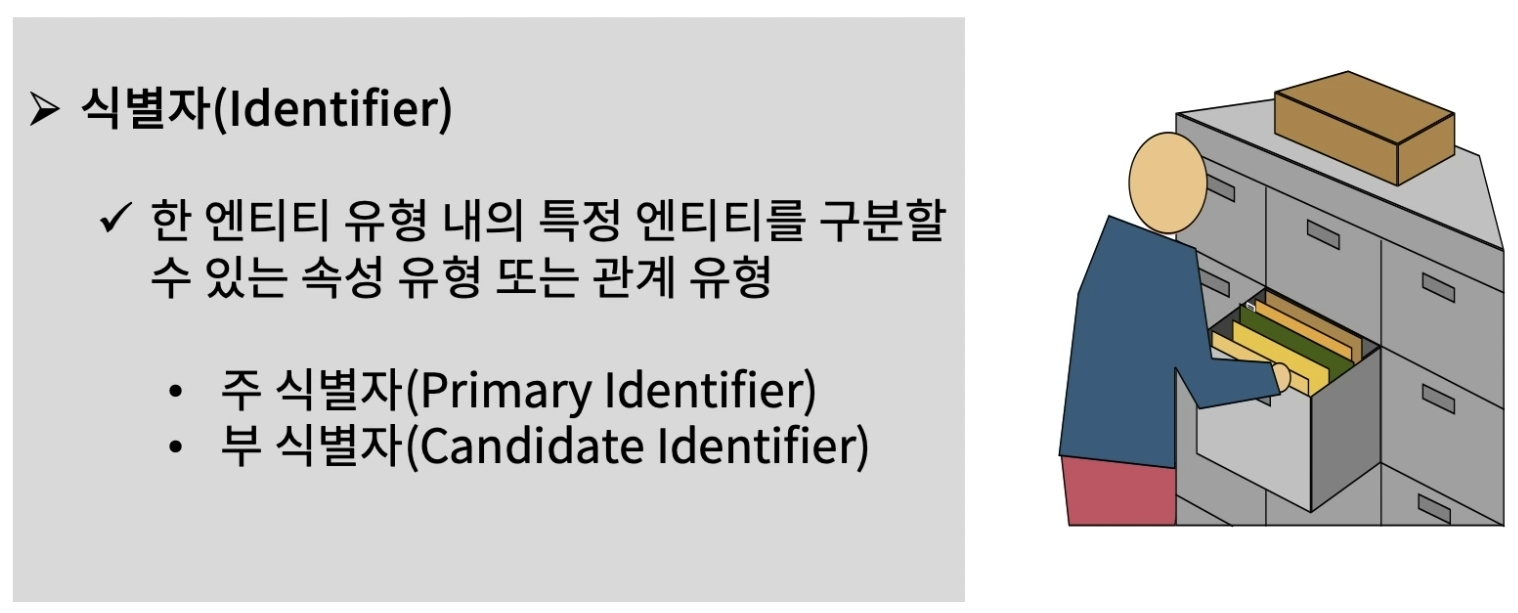 ➢ 식별자(Identifier)
✓ 한 엔티티 유형 내의 특정 엔티티를 구분할
수 있는 속성 유형 또는 관계 유형
• 주 식별자(Primary Identifier)
• 부 식별자(Candidate Identifier)